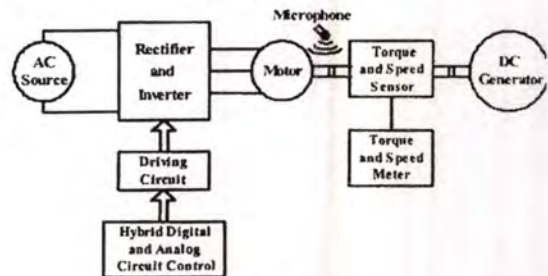 Microphone
AC
Source
Rectifier
and
Inverter
Motor
Torque
and Speed
Sensor
DC
Generator
Driving
Circuit
Torque
and Speed
Meter
Hybrid Digital
and Analog
Circuit Control